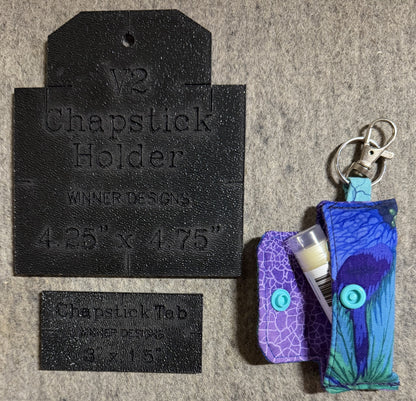 V2
Chapstick
Holder
WINNER DESIGNS
4.25" x 4.75"
Chapstick Tab
WINNER DESIGNS
3" x 1.5"